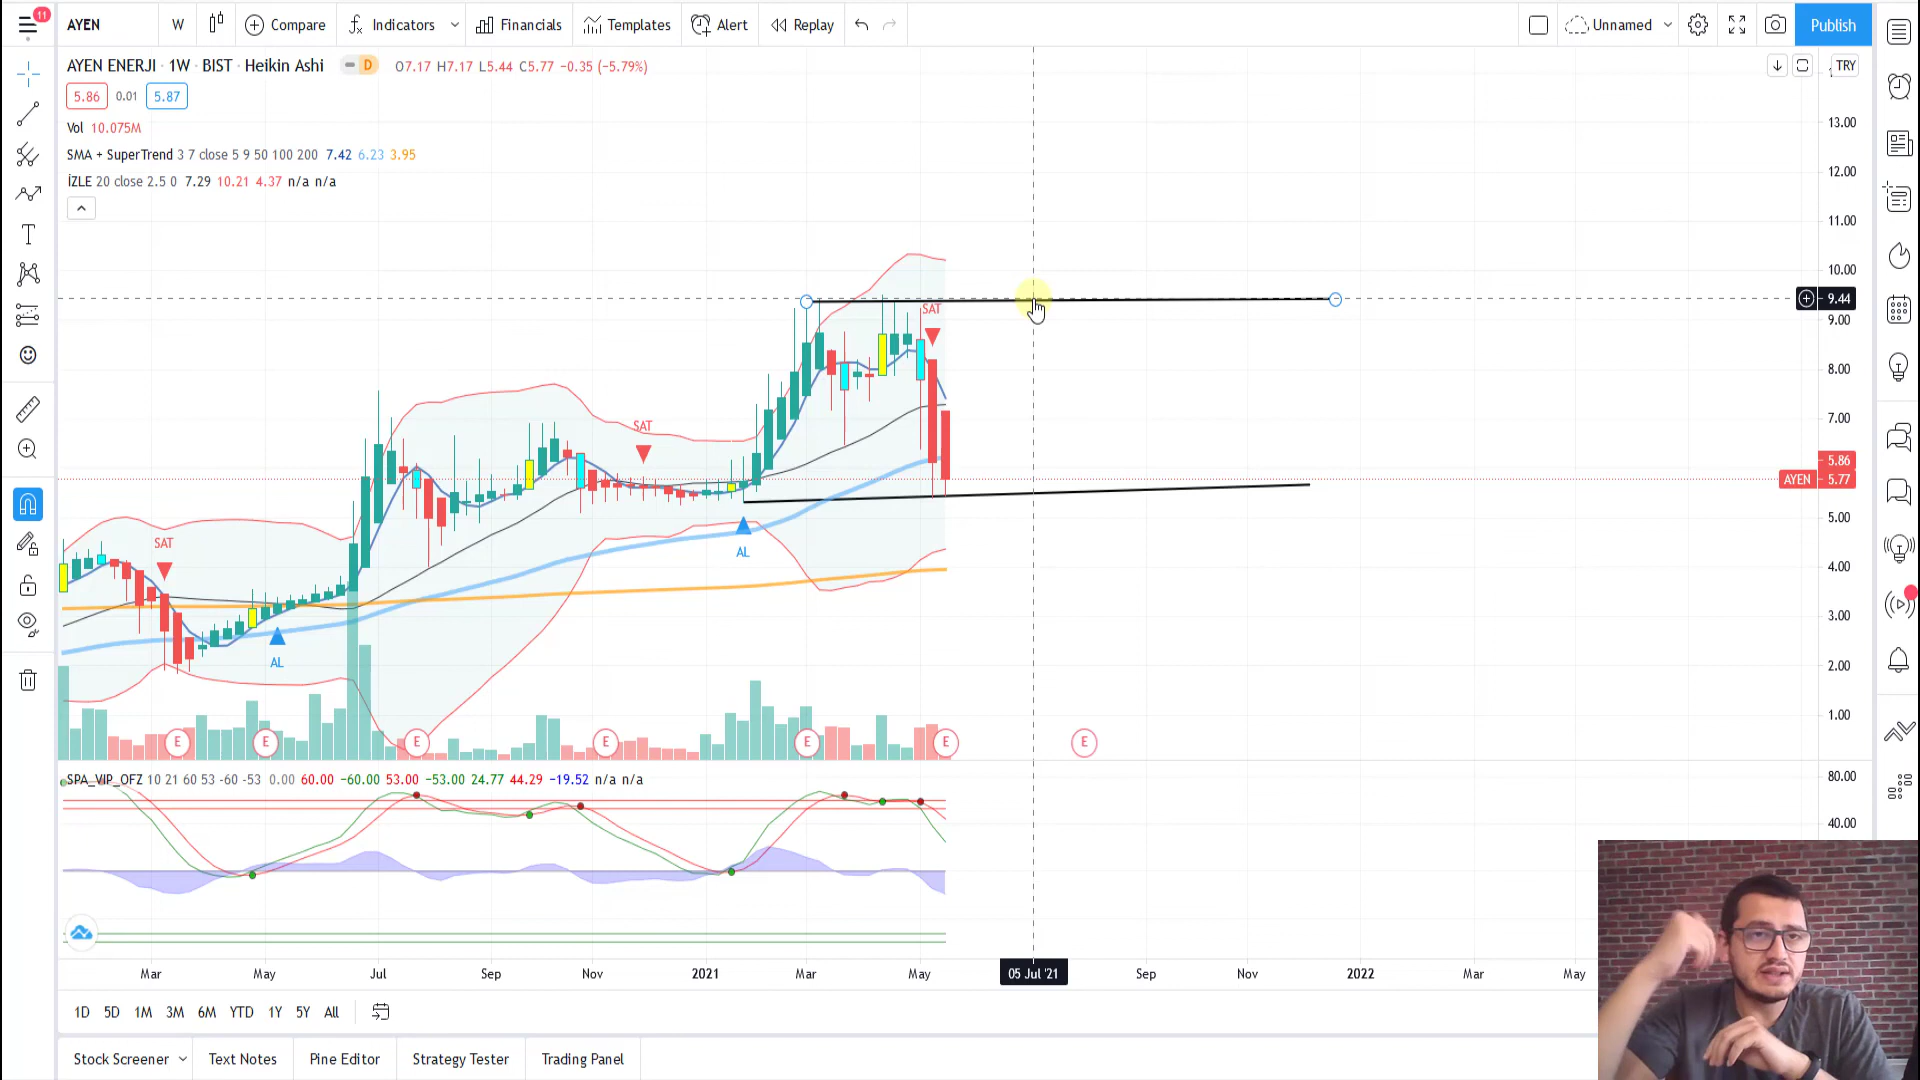 11
AYEN
W
Compare
Indicators
Financials
Templates
Alert
Replay
Unnamed
Publish
AYEN ENERJI · 1W · BIST · Heikin Ashi
D
O7.17 H7.17 L5.44 C5.77 −0.35 (−5.79%)
TRY
5.86
0.01
5.87
Vol 10.075M
SMA + SuperTrend 3 7 close 5 9 50 100 200 7.42 6.23 3.95
İZLE 20 close 2.5 0 7.29 10.21 4.37 n/a n/a
13.00
12.00
11.00
10.00
9.44
9.00
8.00
7.00
5.86
AYEN 5.77
5.00
4.00
3.00
2.00
1.00
SAT
SAT
SAT
AL
AL
E
E
E
E
E
E
E
SPA_VIP_OFZ 10 21 60 53 -60 -53 0.00 60.00 −60.00 53.00 −53.00 24.77 44.29 −19.52 n/a n/a
80.00
40.00
Mar
May
Jul
Sep
Nov
2021
Mar
May
05 Jul '21
Sep
Nov
2022
Mar
May
1D 5D 1M 3M 6M YTD 1Y 5Y All
Stock Screener
Text Notes
Pine Editor
Strategy Tester
Trading Panel